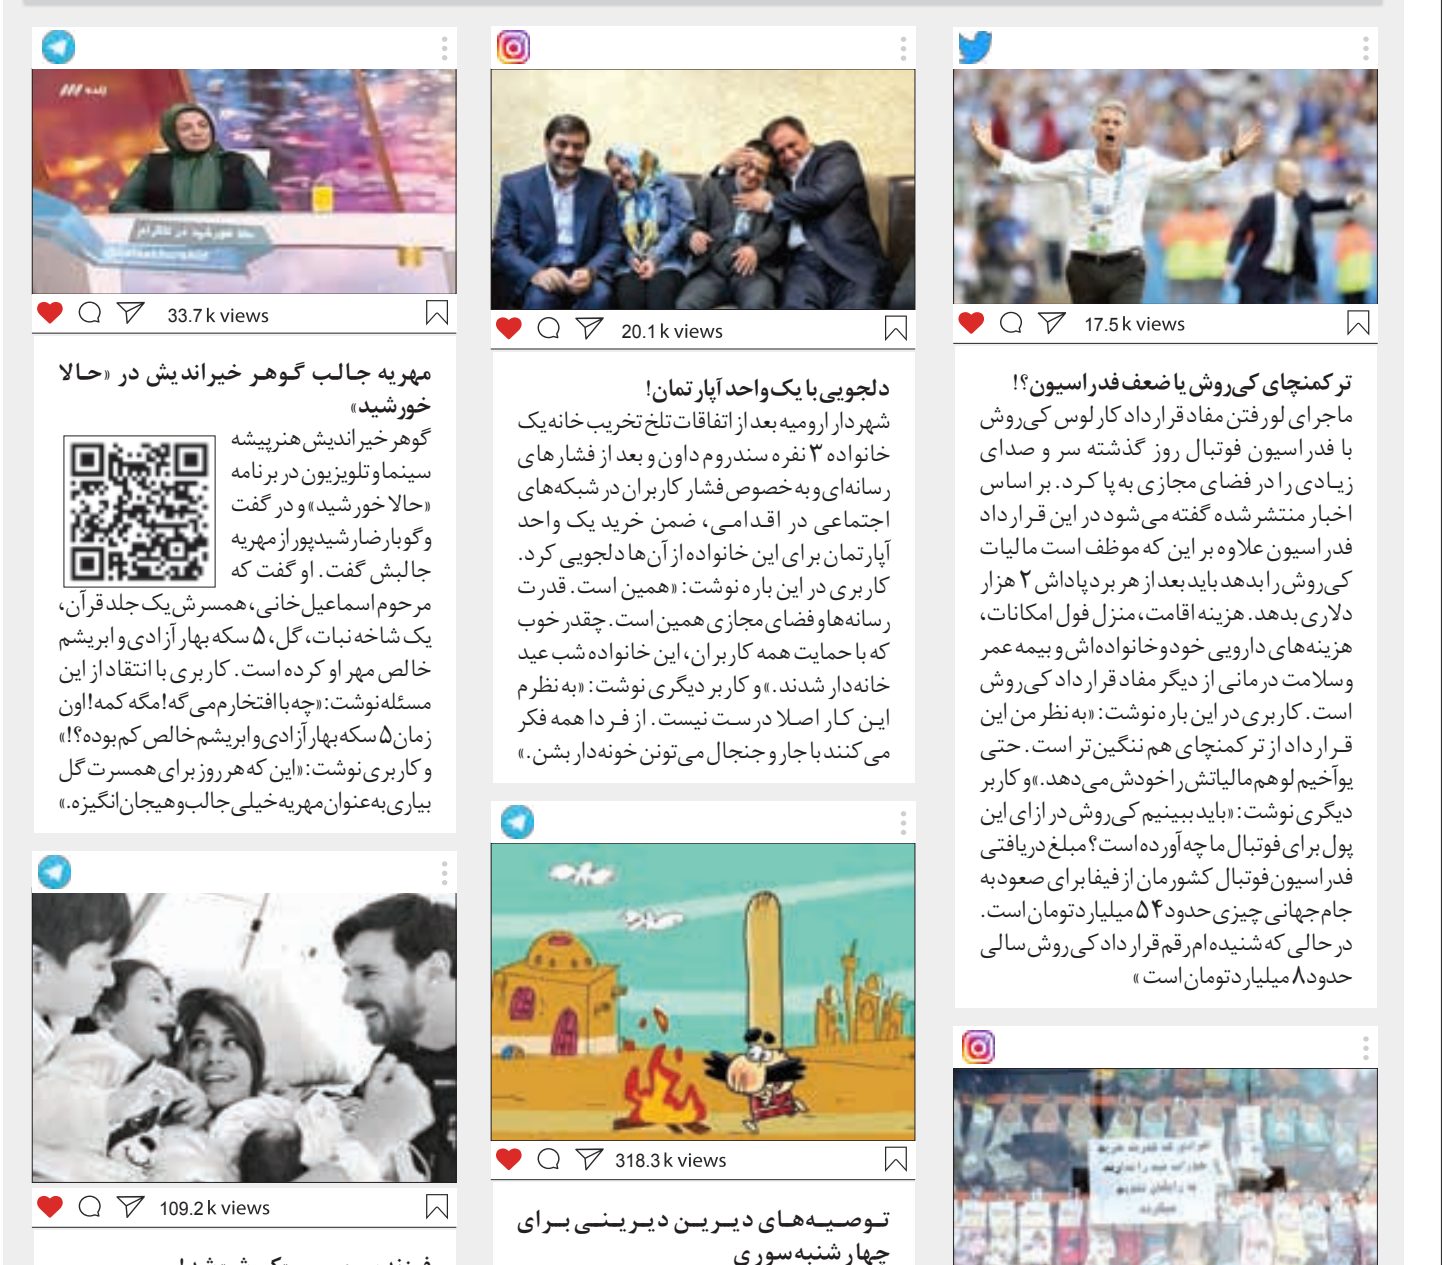 17.5 k views
ترکمنچای کی‌روش یا ضعف فدراسیون؟!
ماجرای لو رفتن مفاد قرارداد کارلوس کی‌روش
با فدراسیون فوتبال روز گذشته سر و صدای
زیادی را در فضای مجازی به پا کرد. بر اساس
اخبار منتشر شده گفته می‌شود در این قرارداد
فدراسیون علاوه بر این که موظف است مالیات
کی‌روش را بدهد باید بعد از هر برد پاداش ۲ هزار
دلاری بدهد. هزینه اقامت، منزل فول امکانات،
هزینه‌های دارویی خود و خانواده‌اش و بیمه عمر
و سلامت درمانی از دیگر مفاد قرارداد کی‌روش
است. کاربری در این باره نوشت: «به نظر من این
قرارداد از ترکمنچای هم ننگین‌تر است. حتی
یوآخیم لو هم مالیاتش را خودش می‌دهد.» و کاربر
دیگری نوشت: «باید ببینیم کی‌روش در ازای این
پول برای فوتبال ما چه آورده است؟ مبلغ دریافتی
فدراسیون فوتبال کشورمان از فیفا برای صعود به
جام جهانی چیزی حدود ۵۴ میلیارد تومان است.
در حالی که شنیده ام رقم قرارداد کی‌روش سالی
حدود ۸ میلیارد تومان است »
20.1 k views
دلجویی با یک واحد آپارتمان!
شهردار ارومیه بعد از اتفاقات تلخ تخریب خانه یک
خانواده ۳ نفره سندروم داون و بعد از فشارهای
رسانه‌ای و به خصوص فشار کاربران در شبکه‌های
اجتماعی در اقدامی، ضمن خرید یک واحد
آپارتمان برای این خانواده از آن‌ها دلجویی کرد.
کاربری در این باره نوشت: «همین است. قدرت
رسانه‌ها و فضای مجازی همین است. چقدر خوب
که با حمایت همه کاربران، این خانواده شب عید
خانه‌دار شدند.» و کاربر دیگری نوشت: «به نظرم
این کار اصلا درست نیست. از فردا همه فکر
می کنند با جار و جنجال می‌تونن خونه‌دار بشن.»
318.3 k views
توصیه‌های دیرین دیرینی برای
چهارشنبه‌سوری
زنده
حالا خورشید در تلگرام
33.7 k views
مهریه جالب گوهر خیراندیش در «حالا
خورشید»
گوهر خیراندیش هنرپیشه
سینما و تلویزیون در برنامه
«حالا خورشید» و در گفت
وگو با رضا رشیدپور از مهریه
جالبش گفت. او گفت که
مرحوم اسماعیل خانی، همسرش یک جلد قرآن،
یک شاخه نبات، گل، ۵ سکه بهار آزادی و ابریشم
خالص مهر او کرده است. کاربری با انتقاد از این
مسئله نوشت: «چه با افتخارم می گه! مگه کمه! اون
زمان ۵ سکه بهار آزادی و ابریشم خالص کم بوده؟!»
و کاربری نوشت: «این که هر روز برای همسرت گل
بیاری به عنوان مهریه خیلی جالب و هیجان انگیزه.»
109.2 k views